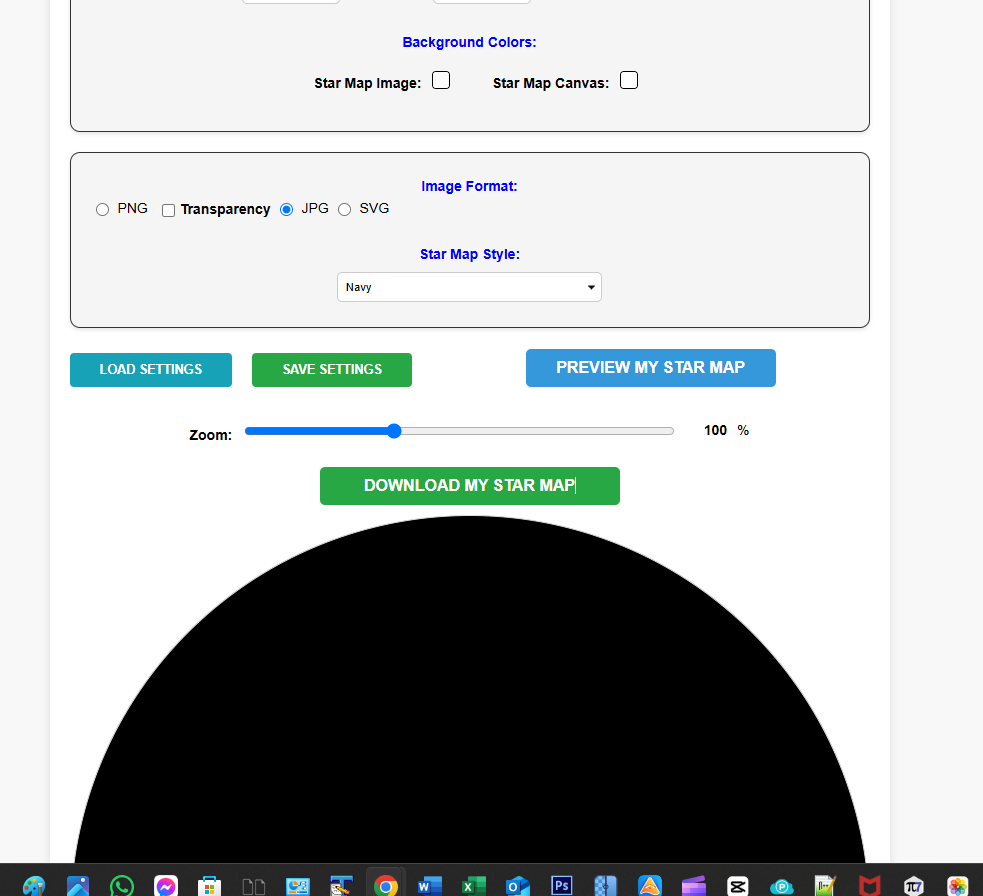 Background Colors:
Star Map Image: Star Map Canvas:
Image Format:
PNG Transparency JPG SVG
Star Map Style:
Navy
LOAD SETTINGS SAVE SETTINGS PREVIEW MY STAR MAP
Zoom: 100 %
DOWNLOAD MY STAR MAP